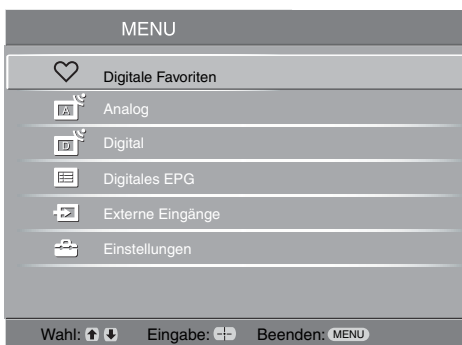 MENU
Digitale Favoriten
A Analog
D Digital
Digitales EPG
Externe Eingänge
Einstellungen
Wahl: Eingabe: Beenden: MENU